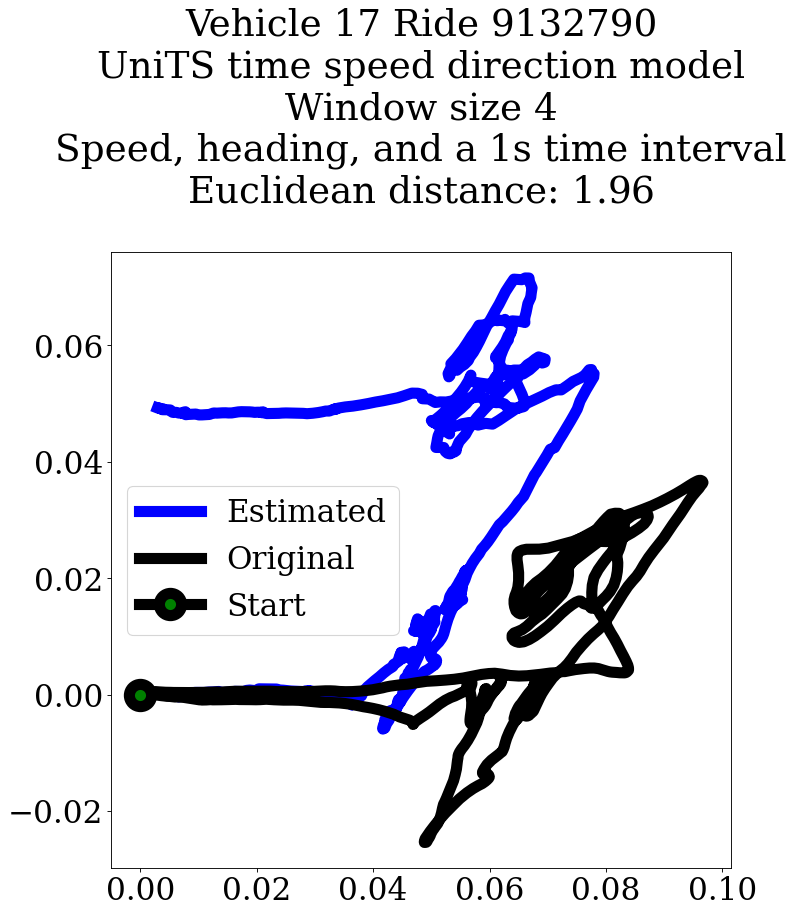 Vehicle 17 Ride 9132790
UniTS time speed direction model
Window size 4
Speed, heading, and a 1s time interval
Euclidean distance: 1.96
0.06
0.04
Estimated
Original
0.02
Start
0.00
−0.02
0.00 0.02 0.04 0.06 0.08 0.10